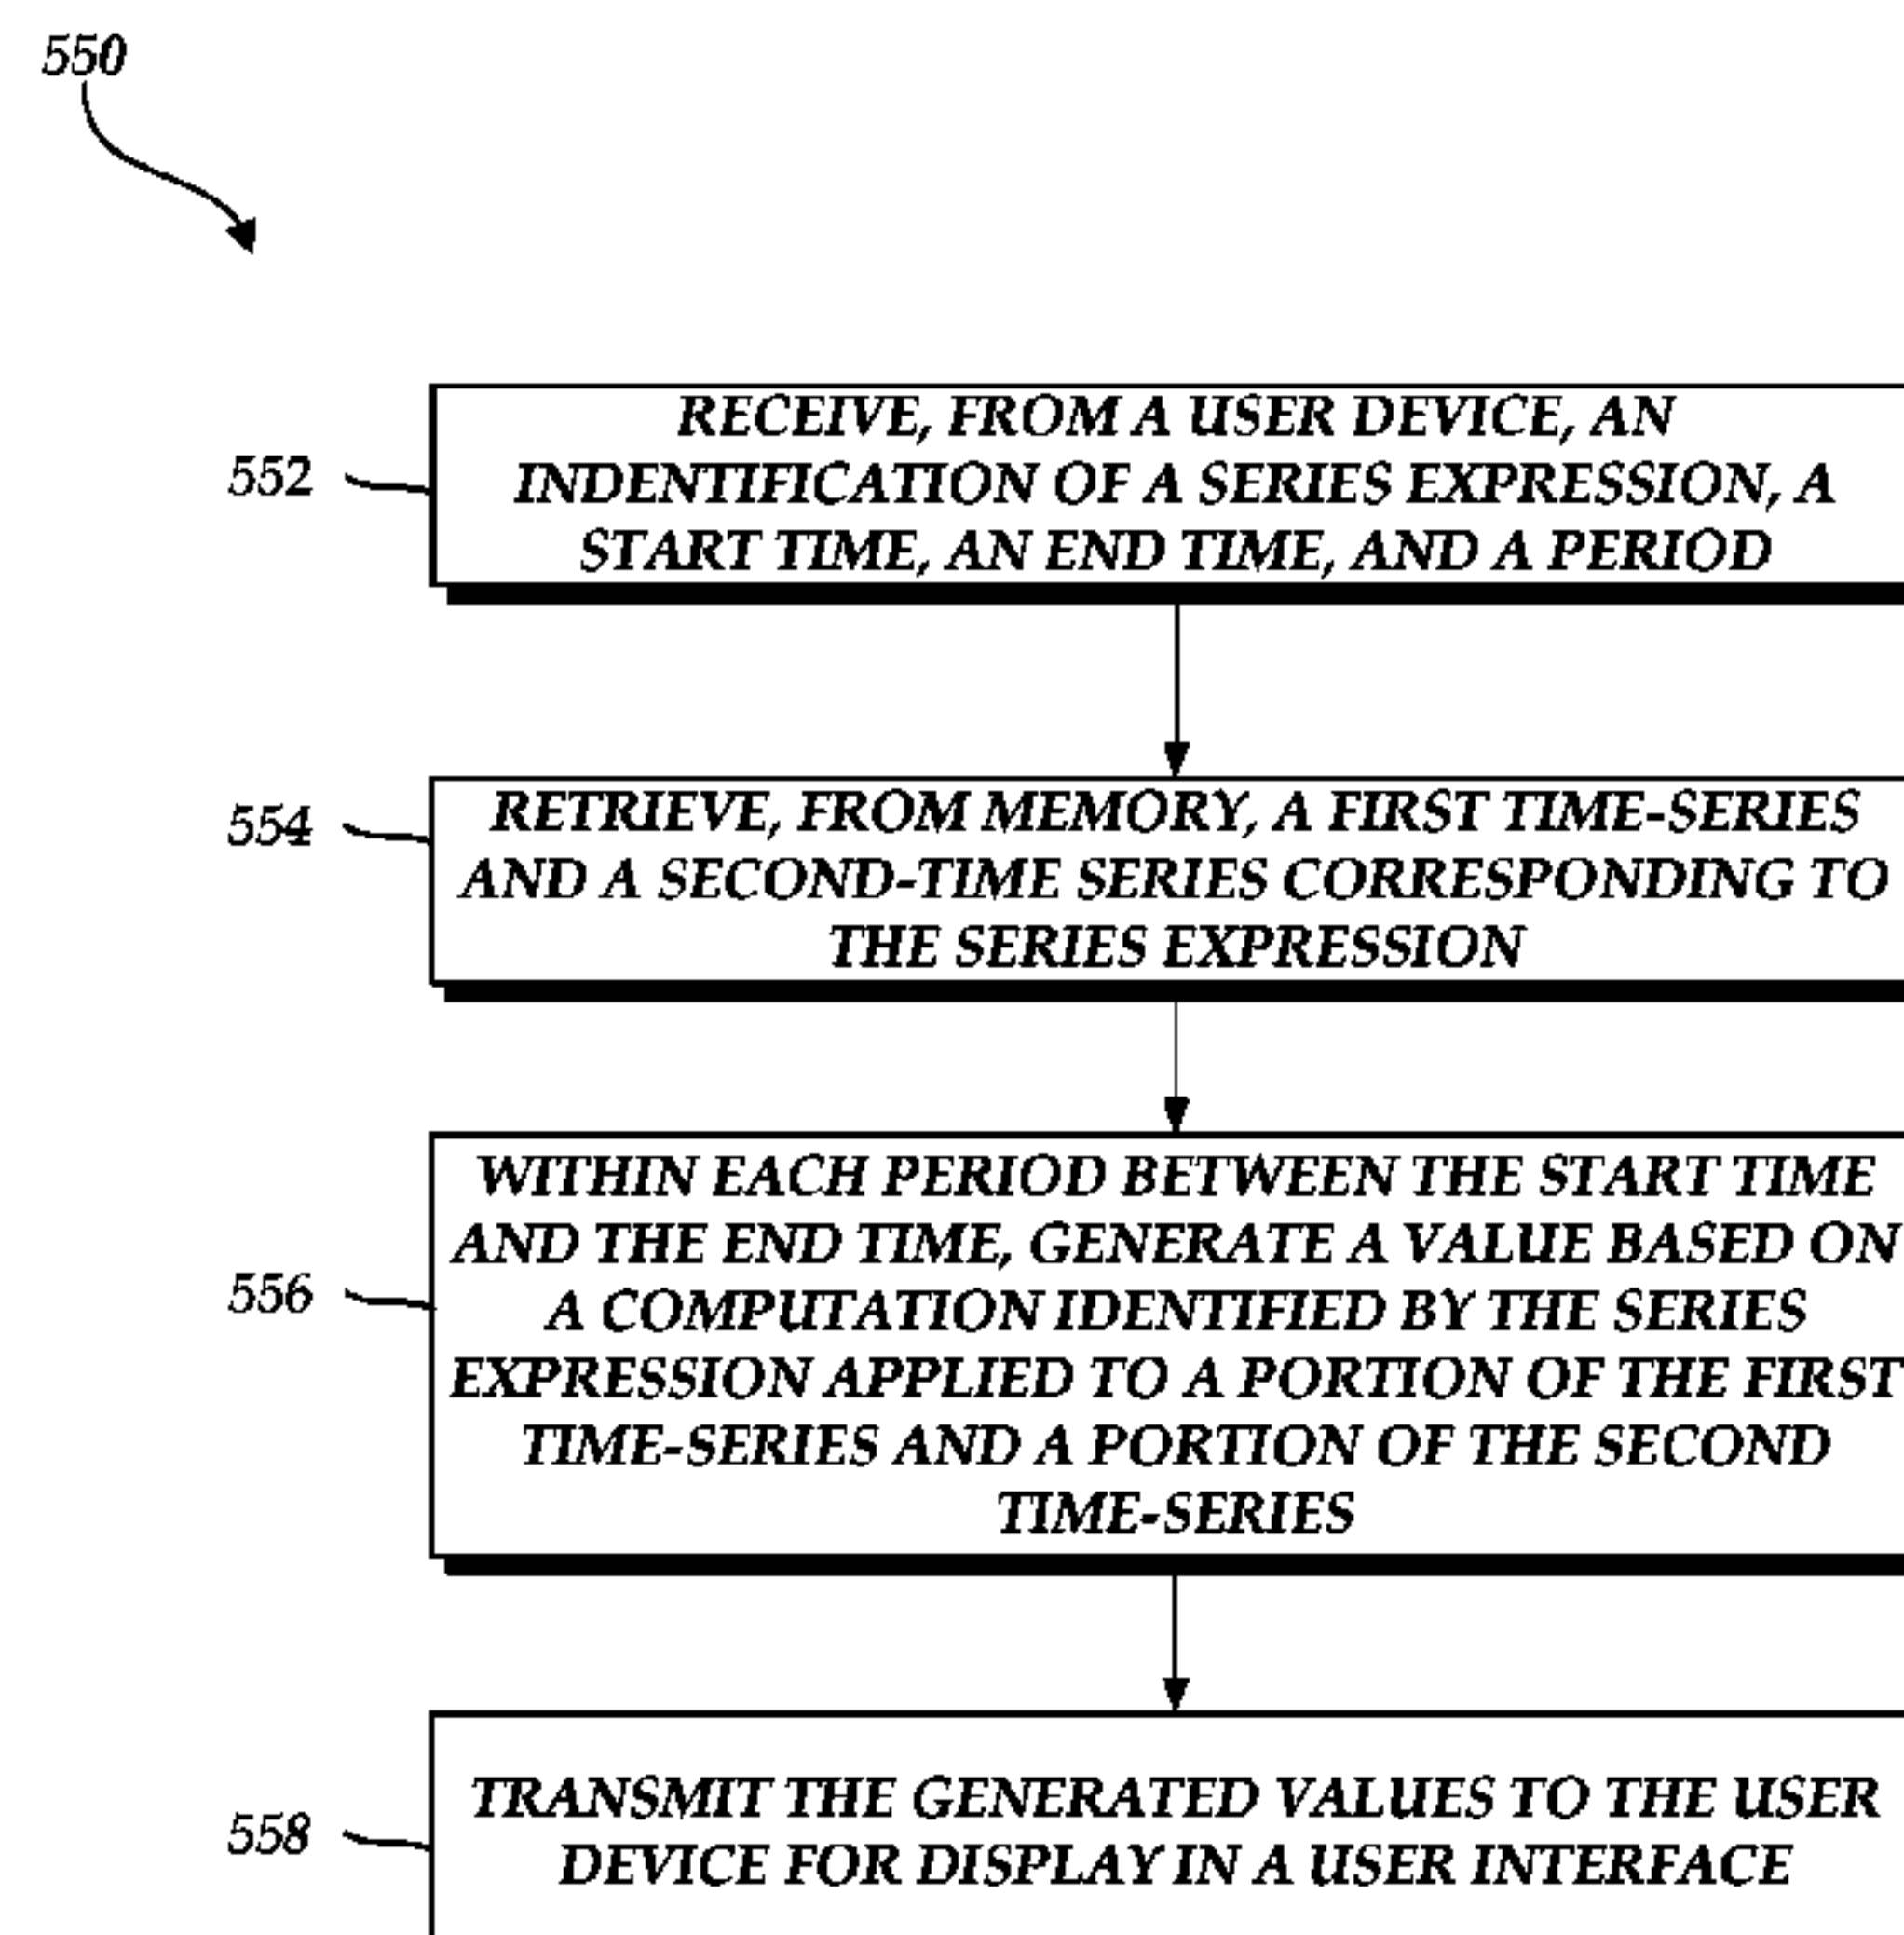 550
552
RECEIVE, FROM A USER DEVICE, AN
INDENTIFICATION OF A SERIES EXPRESSION, A
START TIME, AN END TIME, AND A PERIOD
554
RETRIEVE, FROM MEMORY, A FIRST TIME-SERIES
AND A SECOND-TIME SERIES CORRESPONDING TO
THE SERIES EXPRESSION
556
WITHIN EACH PERIOD BETWEEN THE START TIME
AND THE END TIME, GENERATE A VALUE BASED ON
A COMPUTATION IDENTIFIED BY THE SERIES
EXPRESSION APPLIED TO A PORTION OF THE FIRST
TIME-SERIES AND A PORTION OF THE SECOND
TIME-SERIES
558
TRANSMIT THE GENERATED VALUES TO THE USER
DEVICE FOR DISPLAY IN A USER INTERFACE